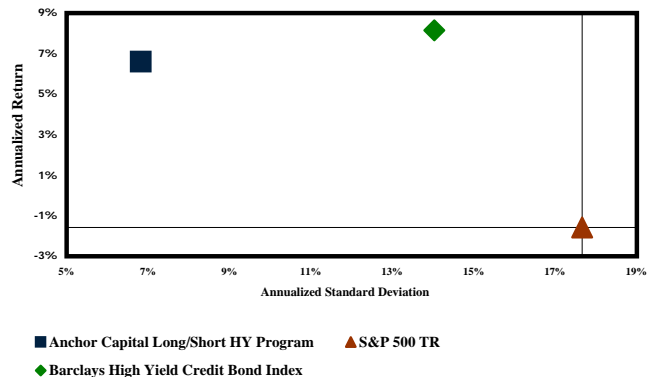 9%
7%
5%
3%
1%
-1%
-3%
Annualized Return
5% 7% 9% 11% 13% 15% 17% 19%
Annualized Standard Deviation
Anchor Capital Long/Short HY Program S&P 500 TR
Barclays High Yield Credit Bond Index